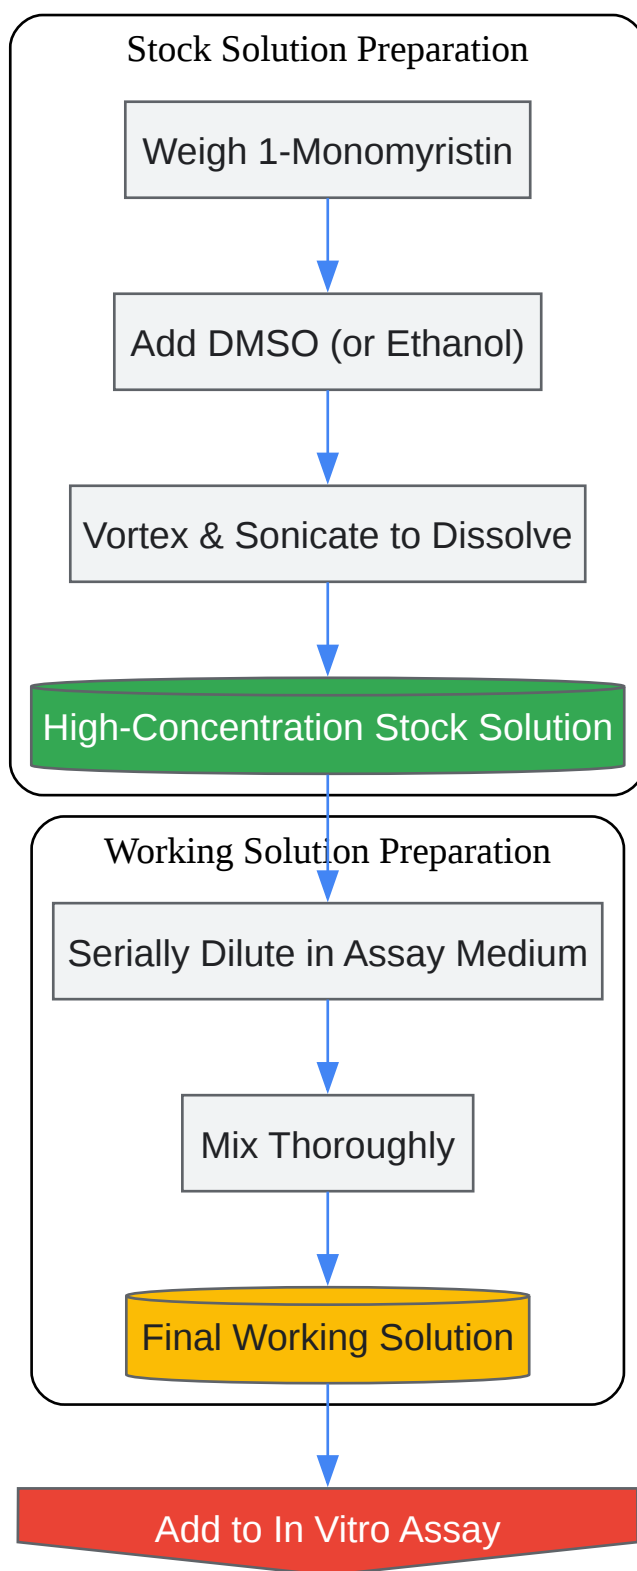 Stock Solution Preparation
Weigh 1-Monomyristin
Add DMSO (or Ethanol)
Vortex & Sonicate to Dissolve
High-Concentration Stock Solution
Working Solution Preparation
Serially Dilute in Assay Medium
Mix Thoroughly
Final Working Solution
Add to In Vitro Assay